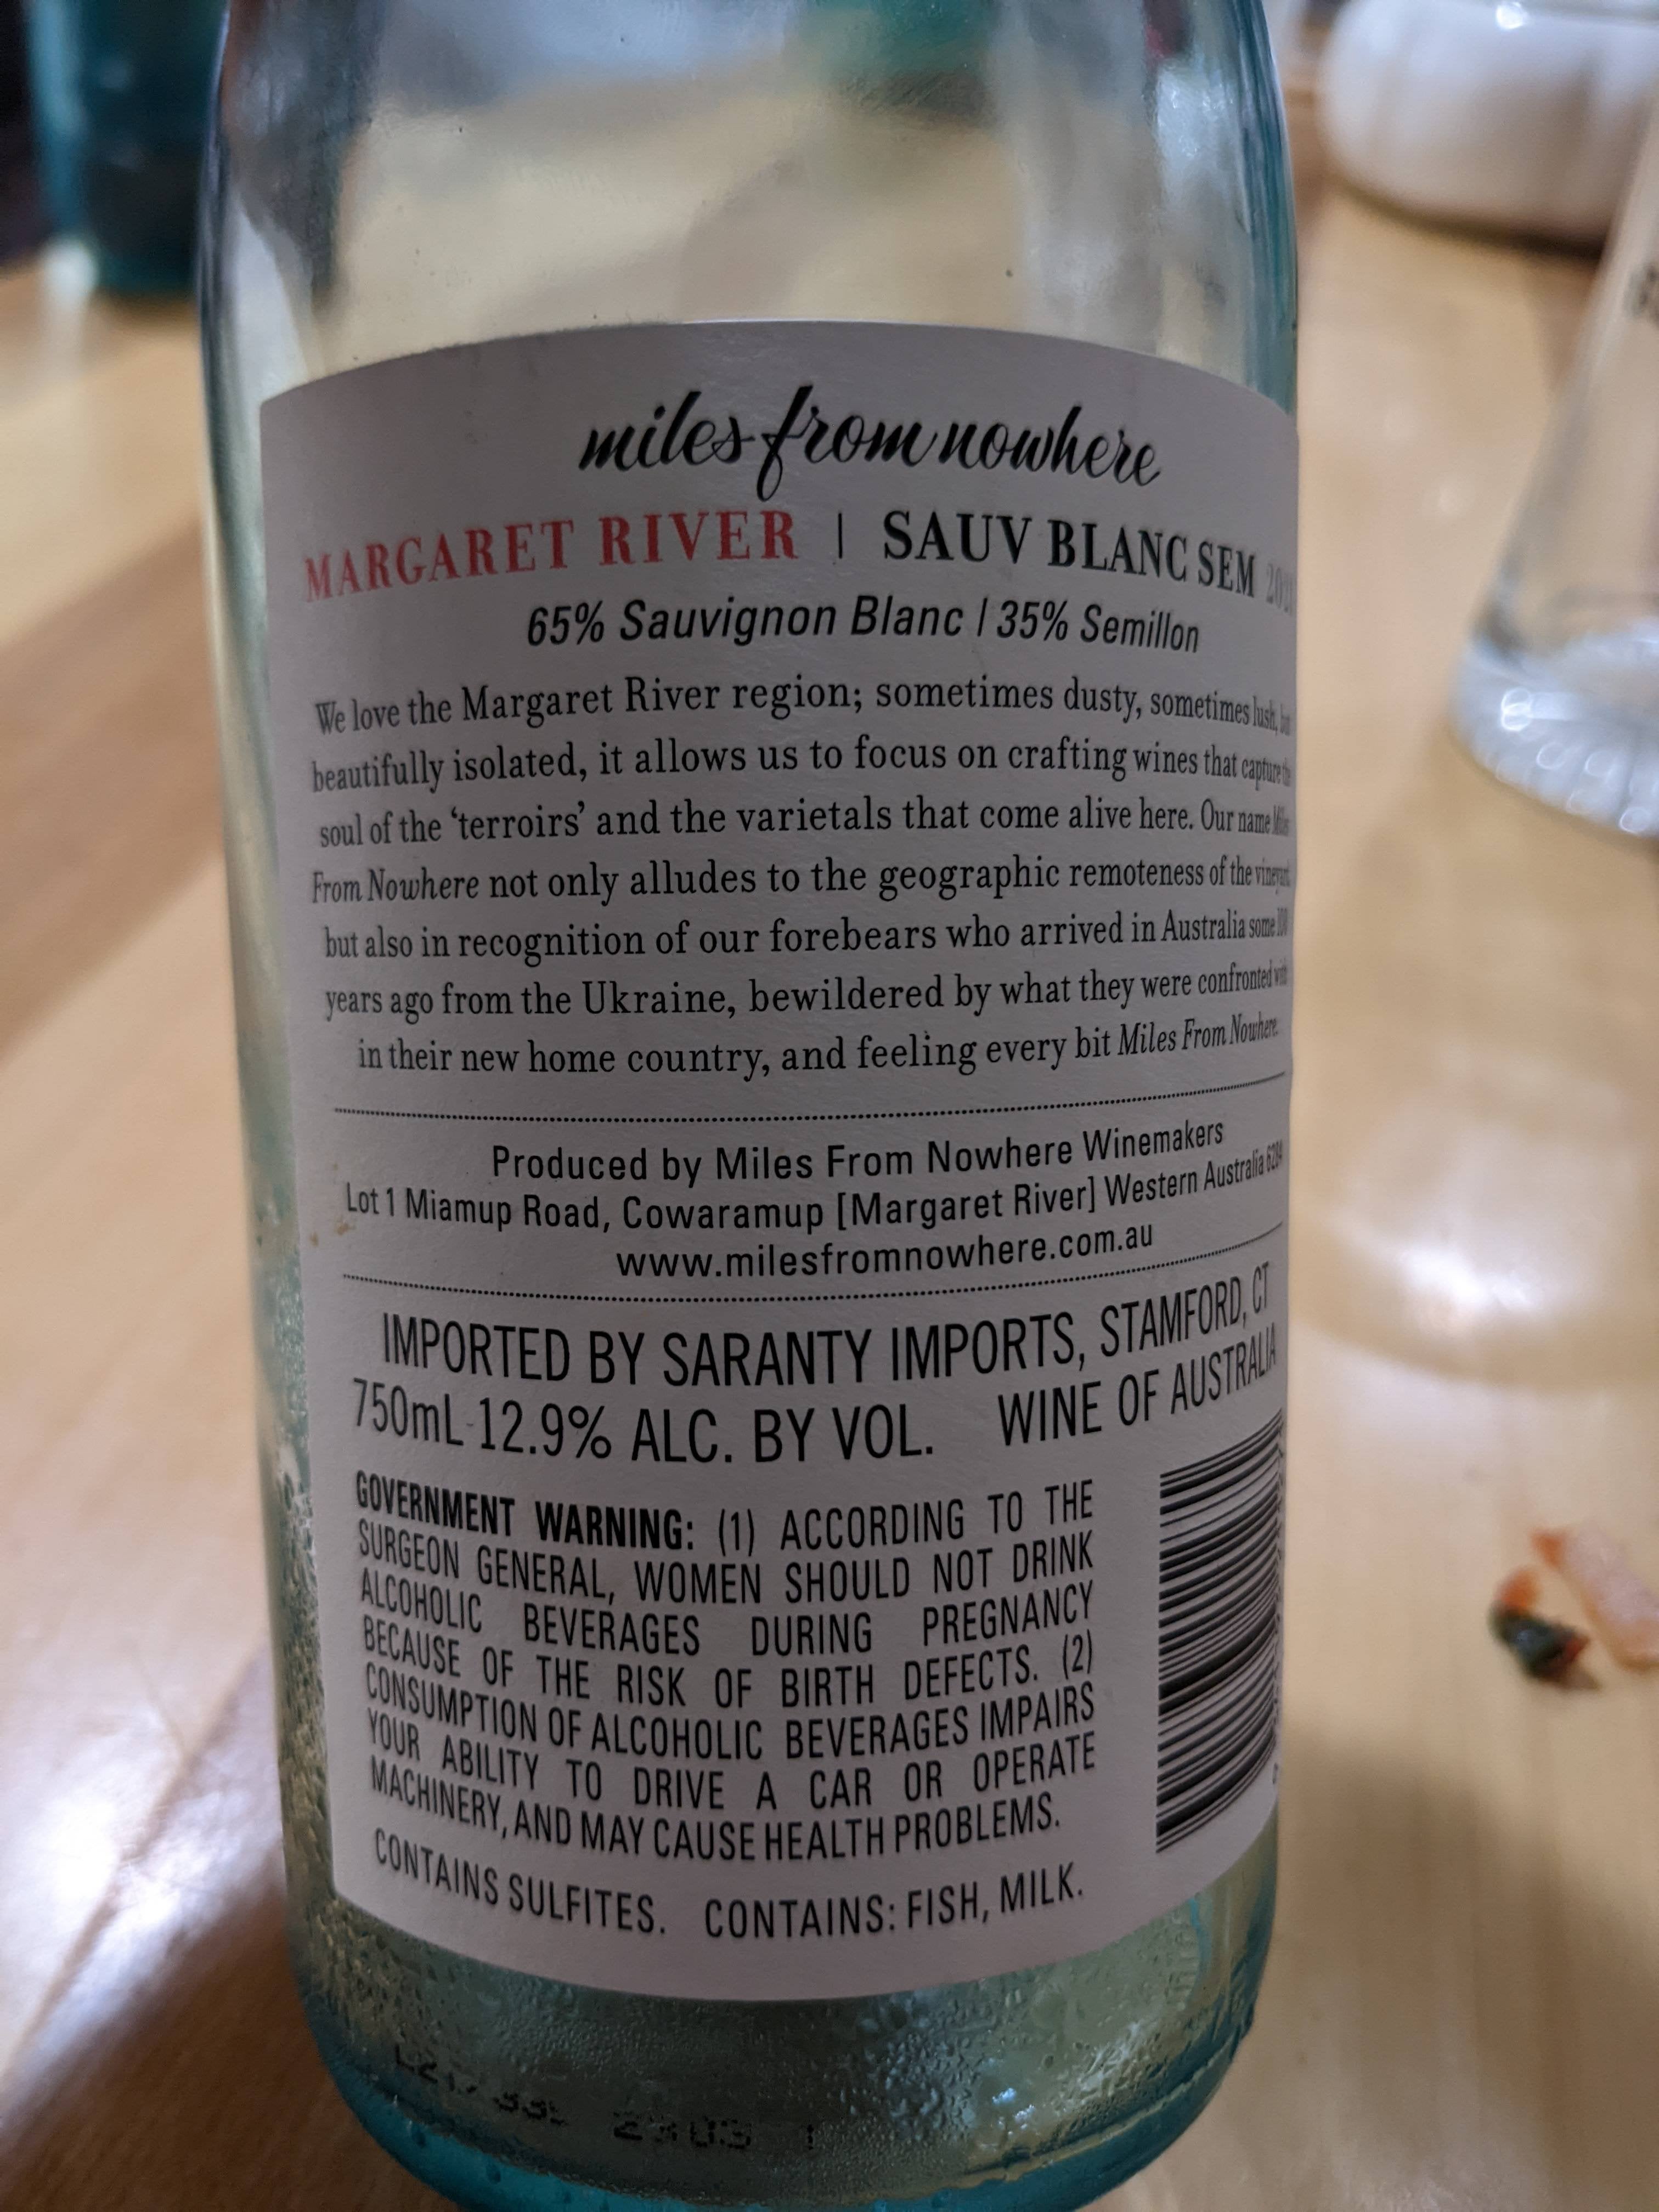 miles from nowhere
MARGARET RIVER | SAUV BLANC SEM
65% Sauvignon Blanc | 35% Semillon
We love the Margaret River region; sometimes dusty, sometimes lush, but
beautifully isolated, it allows us to focus on crafting wines that capture the
soul of the ‘terroirs’ and the varietals that come alive here. Our name Miles
From Nowhere not only alludes to the geographic remoteness of the vineyard,
but also in recognition of our forebears who arrived in Australia some 100
years ago from the Ukraine, bewildered by what they were confronted with
in their new home country, and feeling every bit Miles From Nowhere.
Produced by Miles From Nowhere Winemakers
Lot 1 Miamup Road, Cowaramup [Margaret River] Western Australia 6284
www.milesfromnowhere.com.au
IMPORTED BY SARANTY IMPORTS, STAMFORD, CT
750mL 12.9% ALC. BY VOL. WINE OF AUSTRALIA
GOVERNMENT WARNING: (1) ACCORDING TO THE
SURGEON GENERAL, WOMEN SHOULD NOT DRINK
ALCOHOLIC BEVERAGES DURING PREGNANCY
BECAUSE OF THE RISK OF BIRTH DEFECTS. (2)
CONSUMPTION OF ALCOHOLIC BEVERAGES IMPAIRS
YOUR ABILITY TO DRIVE A CAR OR OPERATE
MACHINERY, AND MAY CAUSE HEALTH PROBLEMS.
CONTAINS SULFITES. CONTAINS: FISH, MILK.